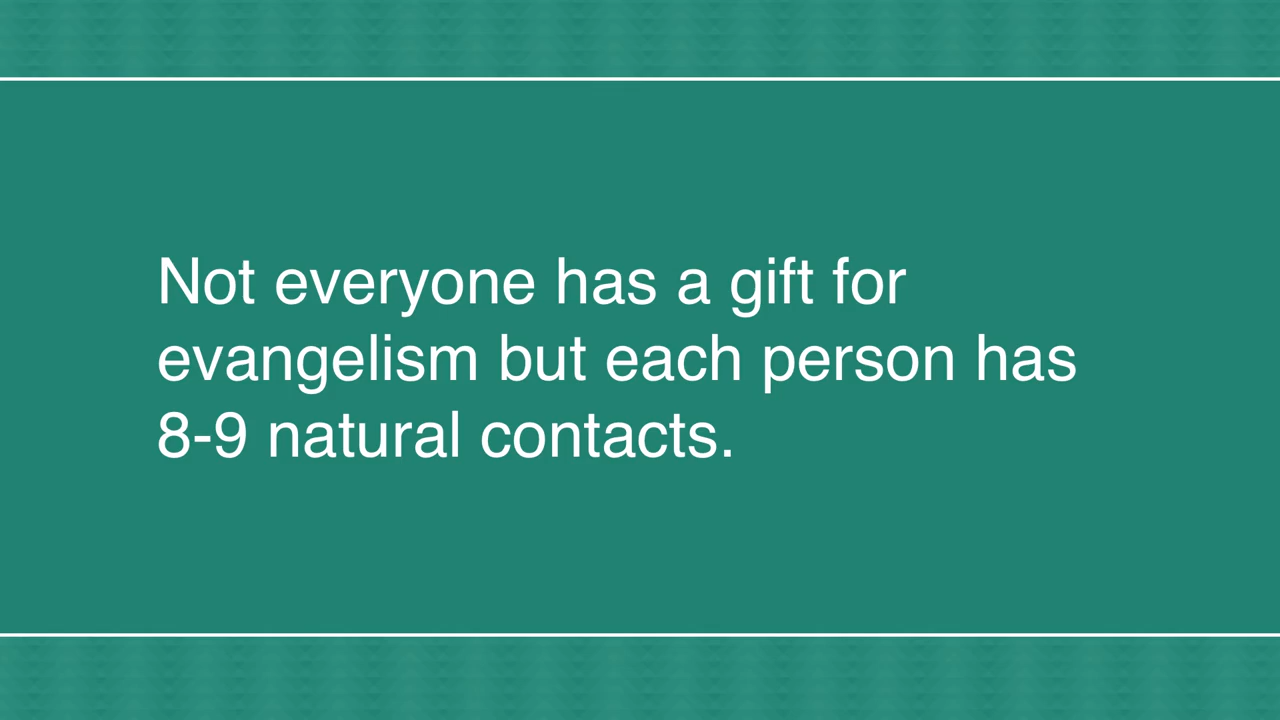 Not everyone has a gift for
evangelism but each person has
8-9 natural contacts.